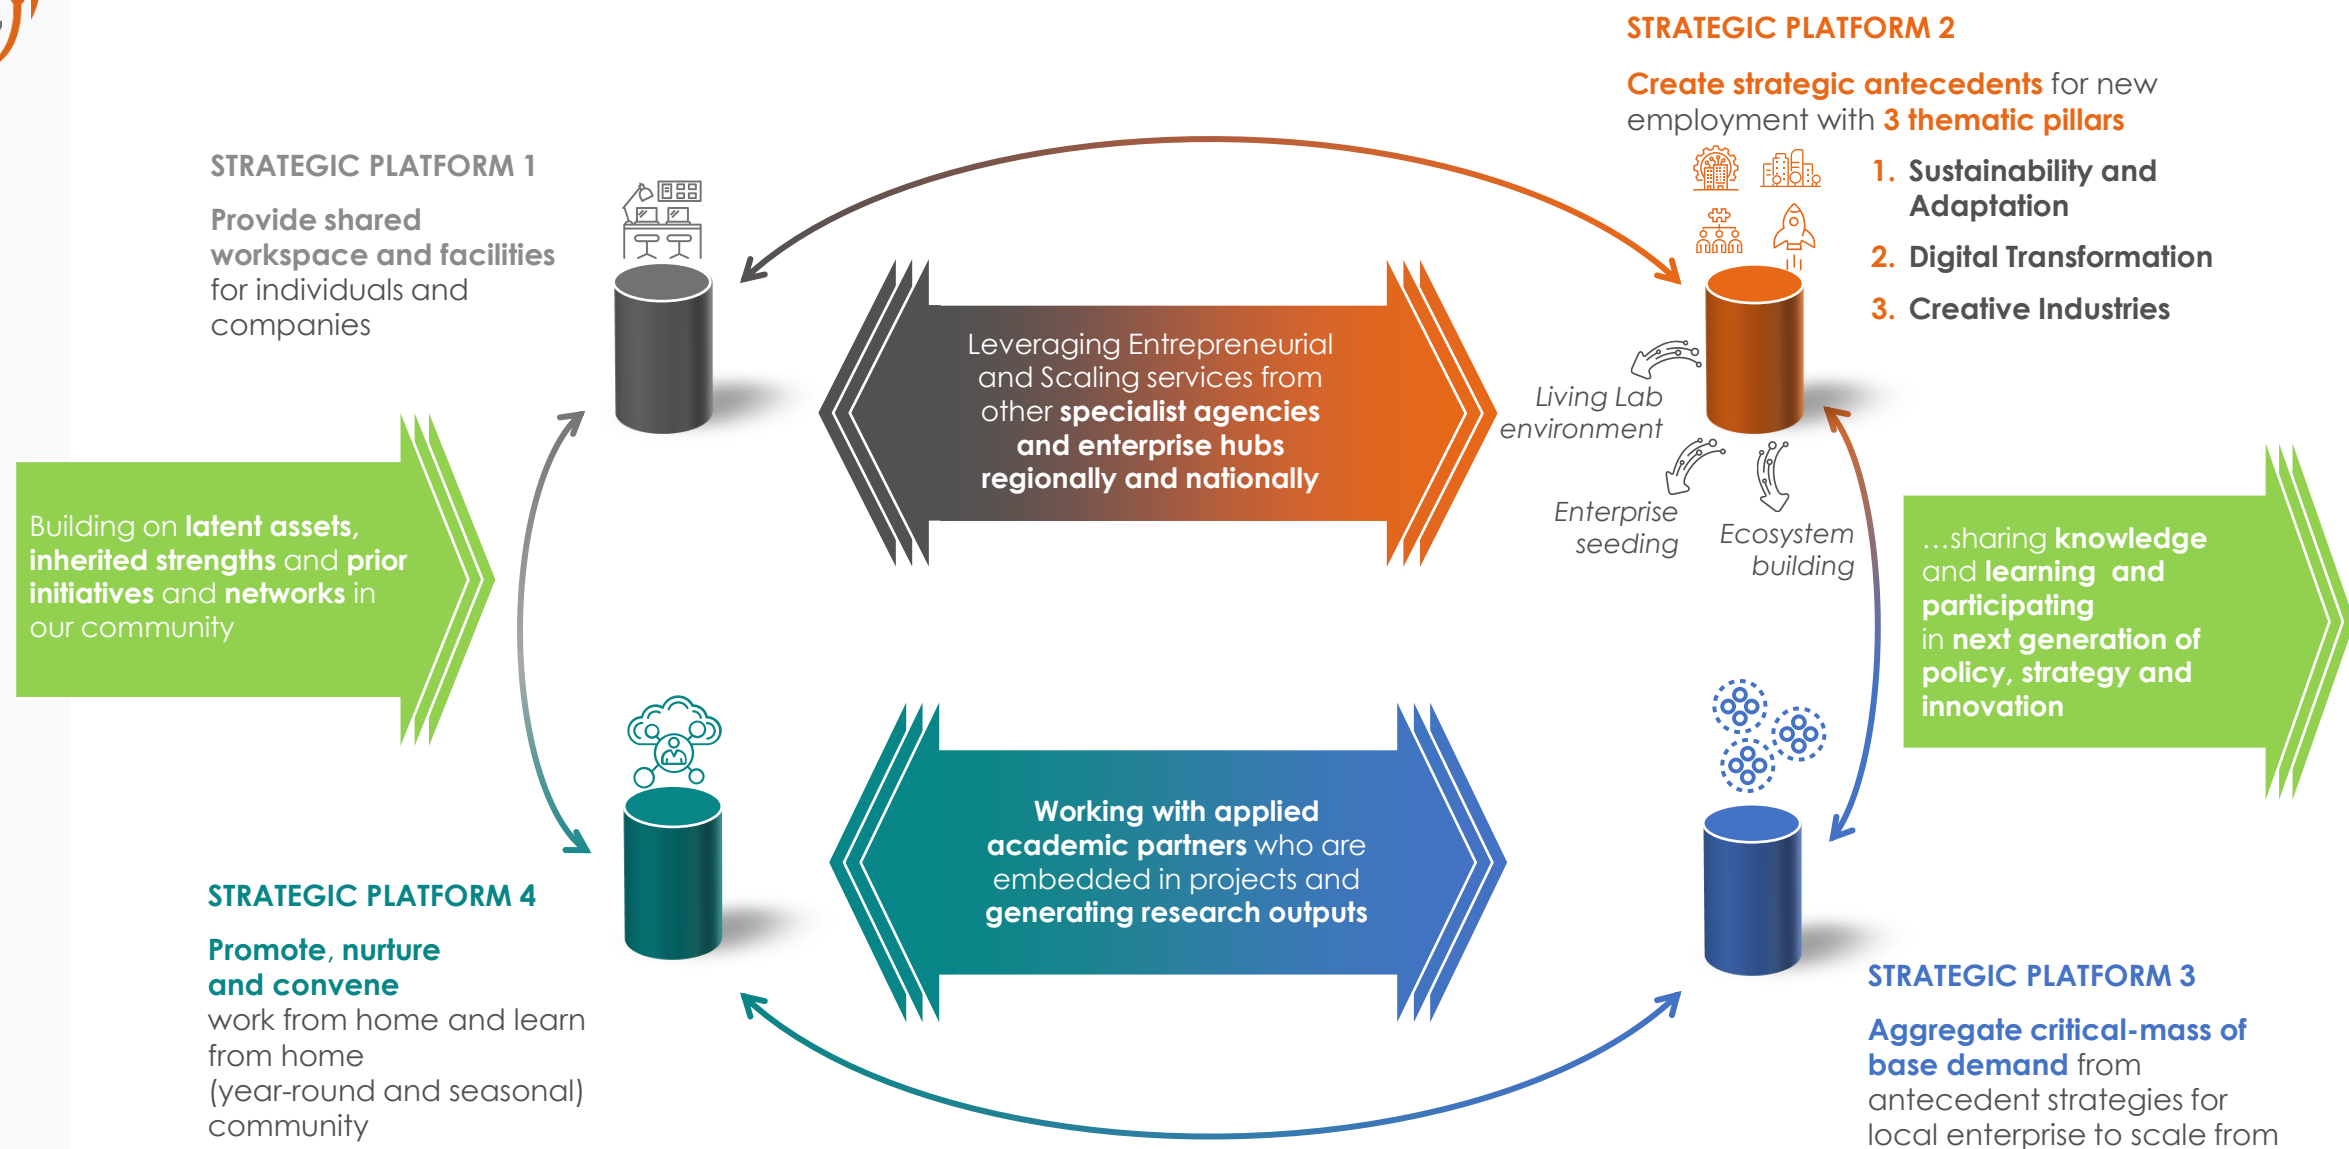 STRATEGIC PLATFORM 1
Provide shared
workspace and facilities
for individuals and
companies
STRATEGIC PLATFORM 2
Create strategic antecedents for new
employment with 3 thematic pillars
1. Sustainability and
Adaptation
2. Digital Transformation
3. Creative Industries
Living Lab
environment
Enterprise
seeding
Ecosystem
building
Leveraging Entrepreneurial
and Scaling services from
other specialist agencies
and enterprise hubs
regionally and nationally
Building on latent assets,
inherited strengths and prior
initiatives and networks in
our community
…sharing knowledge
and learning  and
participating
in next generation of
policy, strategy and
innovation
Working with applied
academic partners who are
embedded in projects and
generating research outputs
STRATEGIC PLATFORM 4
Promote, nurture
and convene
work from home and learn
from home
(year-round and seasonal)
community
STRATEGIC PLATFORM 3
Aggregate critical-mass of
base demand from
antecedent strategies for
local enterprise to scale from